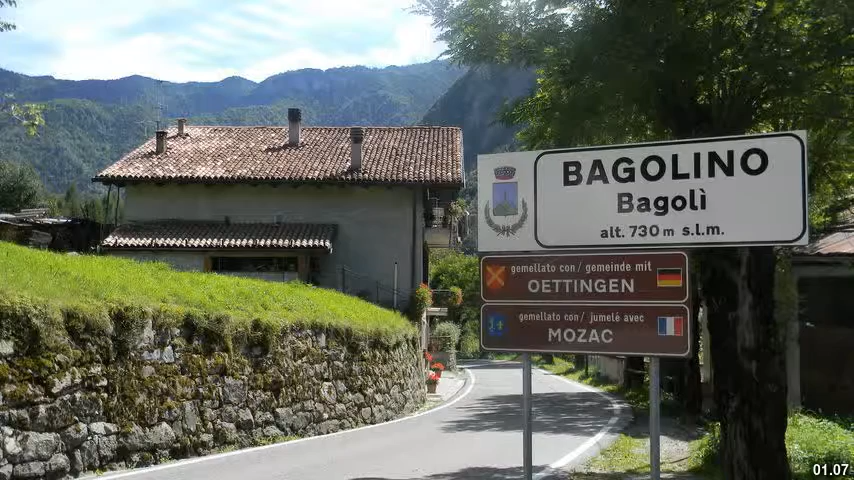 BAGOLINO
Bagolì
alt. 730 m s.l.m.
gemellato con/ gemeinde mit
OETTINGEN
gemellato con/ jumelé avec
MOZAC
01.07